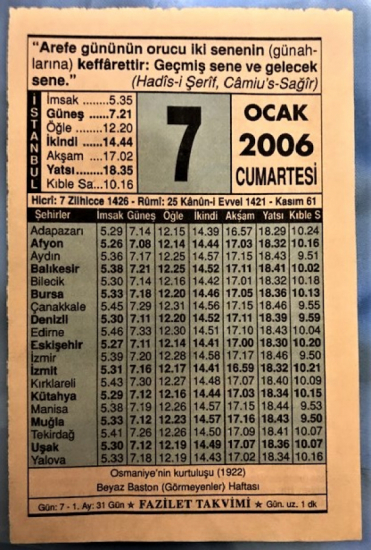 “Arefe gününün orucu iki senenin (günah-
larına) keffârettir: Geçmiş sene ve gelecek
sene.” (Hadîs-i Şerîf, Câmiu’s-Sağîr)
İSTANBUL
İmsak ........5.35
Güneş ......7.21
Öğle .........12.20
İkindi .......14.44
Akşam .....17.02
Yatsı ........18.35
Kıble Sa...10.16
7
OCAK
2006
CUMARTESİ
Hicrî: 7 Zilhicce 1426 - Rûmî: 25 Kânûn-i Evvel 1421 - Kasım 61
Şehirler İmsak Güneş Öğle İkindi Akşam Yatsı Kıble S
Adapazarı 5.29 7.14 12.15 14.39 16.57 18.29 10.24
Afyon 5.26 7.08 12.14 14.44 17.03 18.32 10.16
Aydın 5.36 7.17 12.25 14.57 17.15 18.43 9.51
Balıkesir 5.38 7.21 12.25 14.52 17.11 18.41 10.02
Bilecik 5.30 7.14 12.16 14.42 17.01 18.31 10.18
Bursa 5.33 7.18 12.20 14.46 17.05 18.36 10.13
Çanakkale 5.45 7.29 12.31 14.56 17.15 18.46 9.55
Denizli 5.30 7.11 12.20 14.52 17.11 18.39 9.59
Edirne 5.46 7.33 12.30 14.51 17.10 18.43 10.04
Eskişehir 5.27 7.11 12.14 14.41 17.00 18.30 10.20
İzmir 5.39 7.20 12.28 14.58 17.17 18.46 9.50
İzmit 5.31 7.16 12.17 14.41 16.59 18.32 10.21
Kırklareli 5.43 7.30 12.27 14.48 17.07 18.40 10.09
Kütahya 5.29 7.12 12.16 14.44 17.03 18.34 10.15
Manisa 5.38 7.19 12.26 14.57 17.15 18.44 9.53
Muğla 5.33 7.12 12.23 14.57 17.16 18.43 9.50
Tekirdağ 5.41 7.26 12.26 14.50 17.09 18.41 10.07
Uşak 5.30 7.12 12.19 14.49 17.07 18.36 10.07
Yalova 5.33 7.18 12.19 14.43 17.02 18.34 10.16
Osmaniye’nin kurtuluşu (1922)
Beyaz Baston (Görmeyenler) Haftası
Gün: 7 - 1. Ay: 31 Gün ★ FAZİLET TAKVİMİ ★ Gün. uz. 1 dk